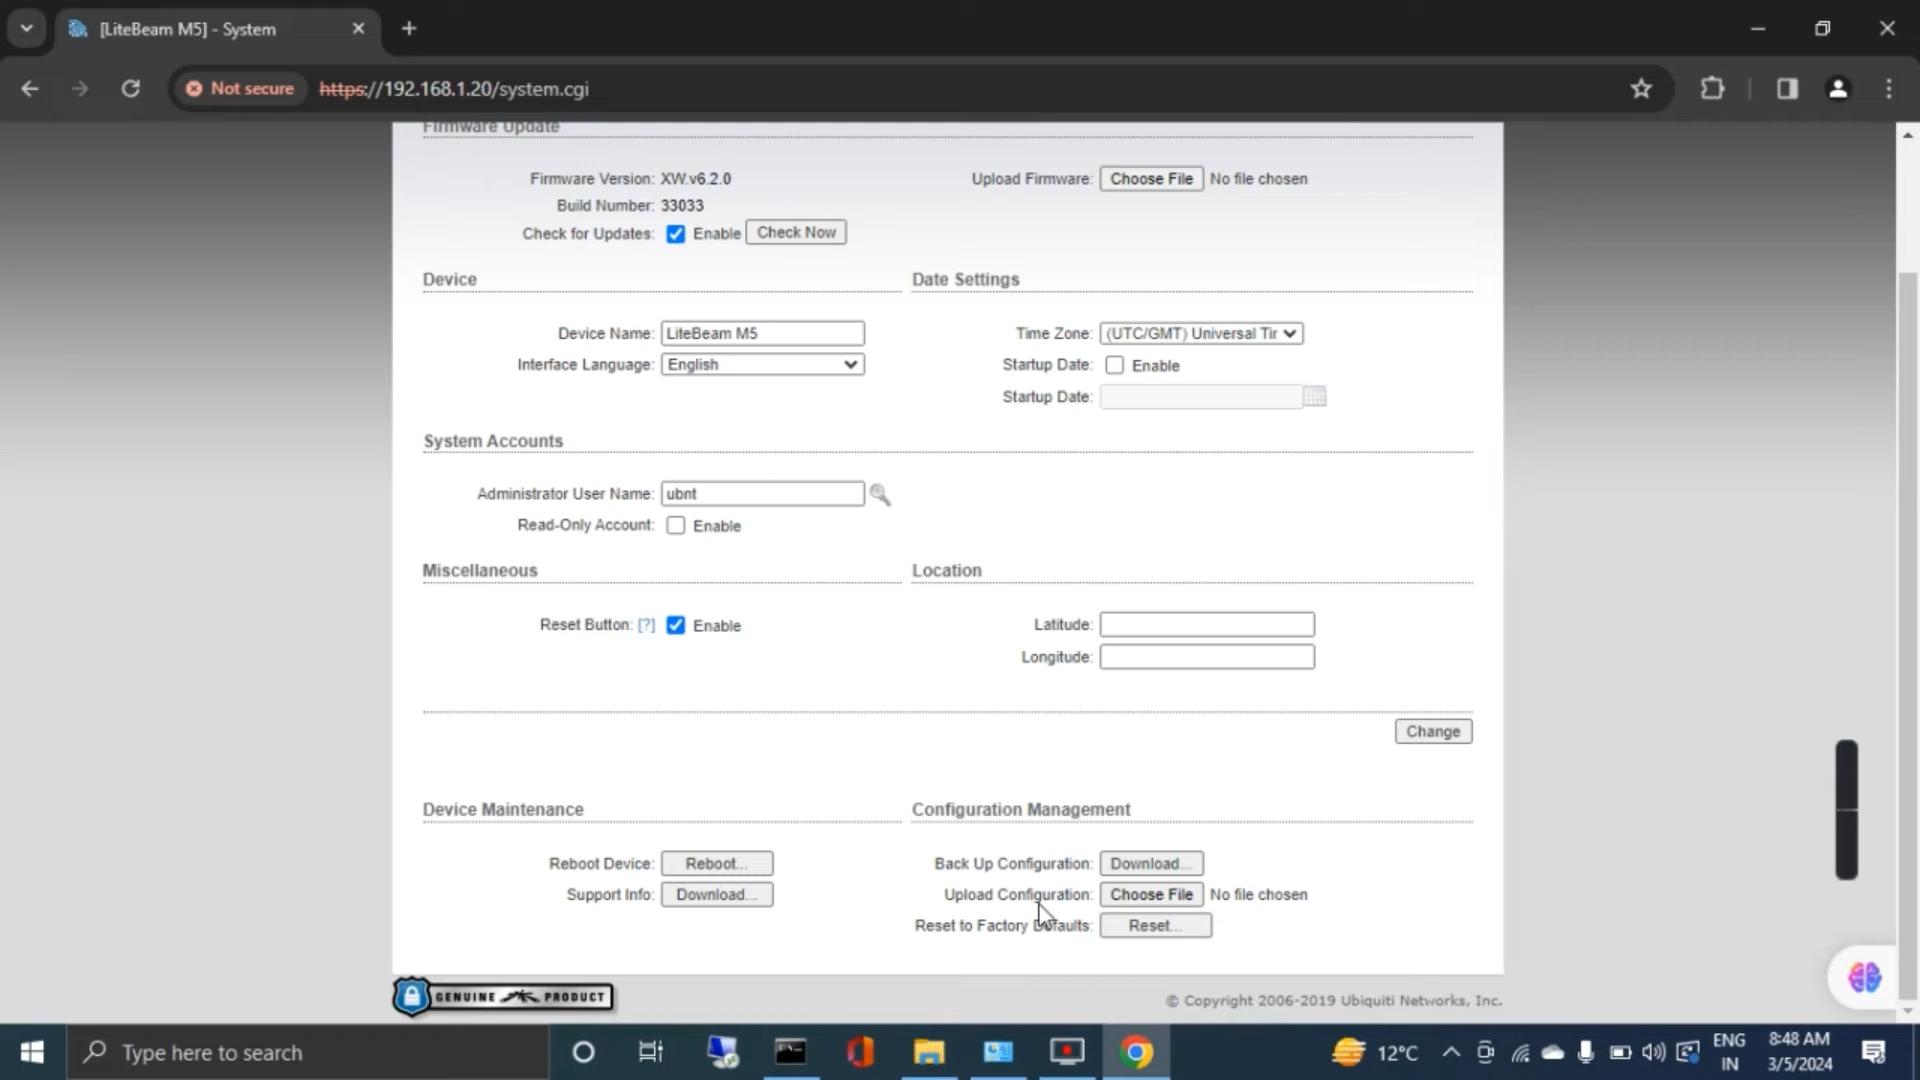 [LiteBeam M5] - System
Not secure
https://192.168.1.20/system.cgi
Firmware Update
Firmware Version: XW.v6.2.0
Upload Firmware: Choose File No file chosen
Build Number: 33033
Check for Updates: Enable Check Now
Device
Date Settings
Device Name: LiteBeam M5
Time Zone: (UTC/GMT) Universal Tir
Interface Language: English
Startup Date: Enable
Startup Date:
System Accounts
Administrator User Name: ubnt
Read-Only Account: Enable
Miscellaneous
Location
Reset Button: [?] Enable
Latitude:
Longitude:
Change
Device Maintenance
Configuration Management
Reboot Device: Reboot...
Back Up Configuration: Download...
Support Info: Download...
Upload Configuration: Choose File No file chosen
Reset to Factory Defaults: Reset...
GENUINE PRODUCT
© Copyright 2006-2019 Ubiquiti Networks, Inc.
Type here to search
12°C
ENG
IN
8:48 AM
3/5/2024